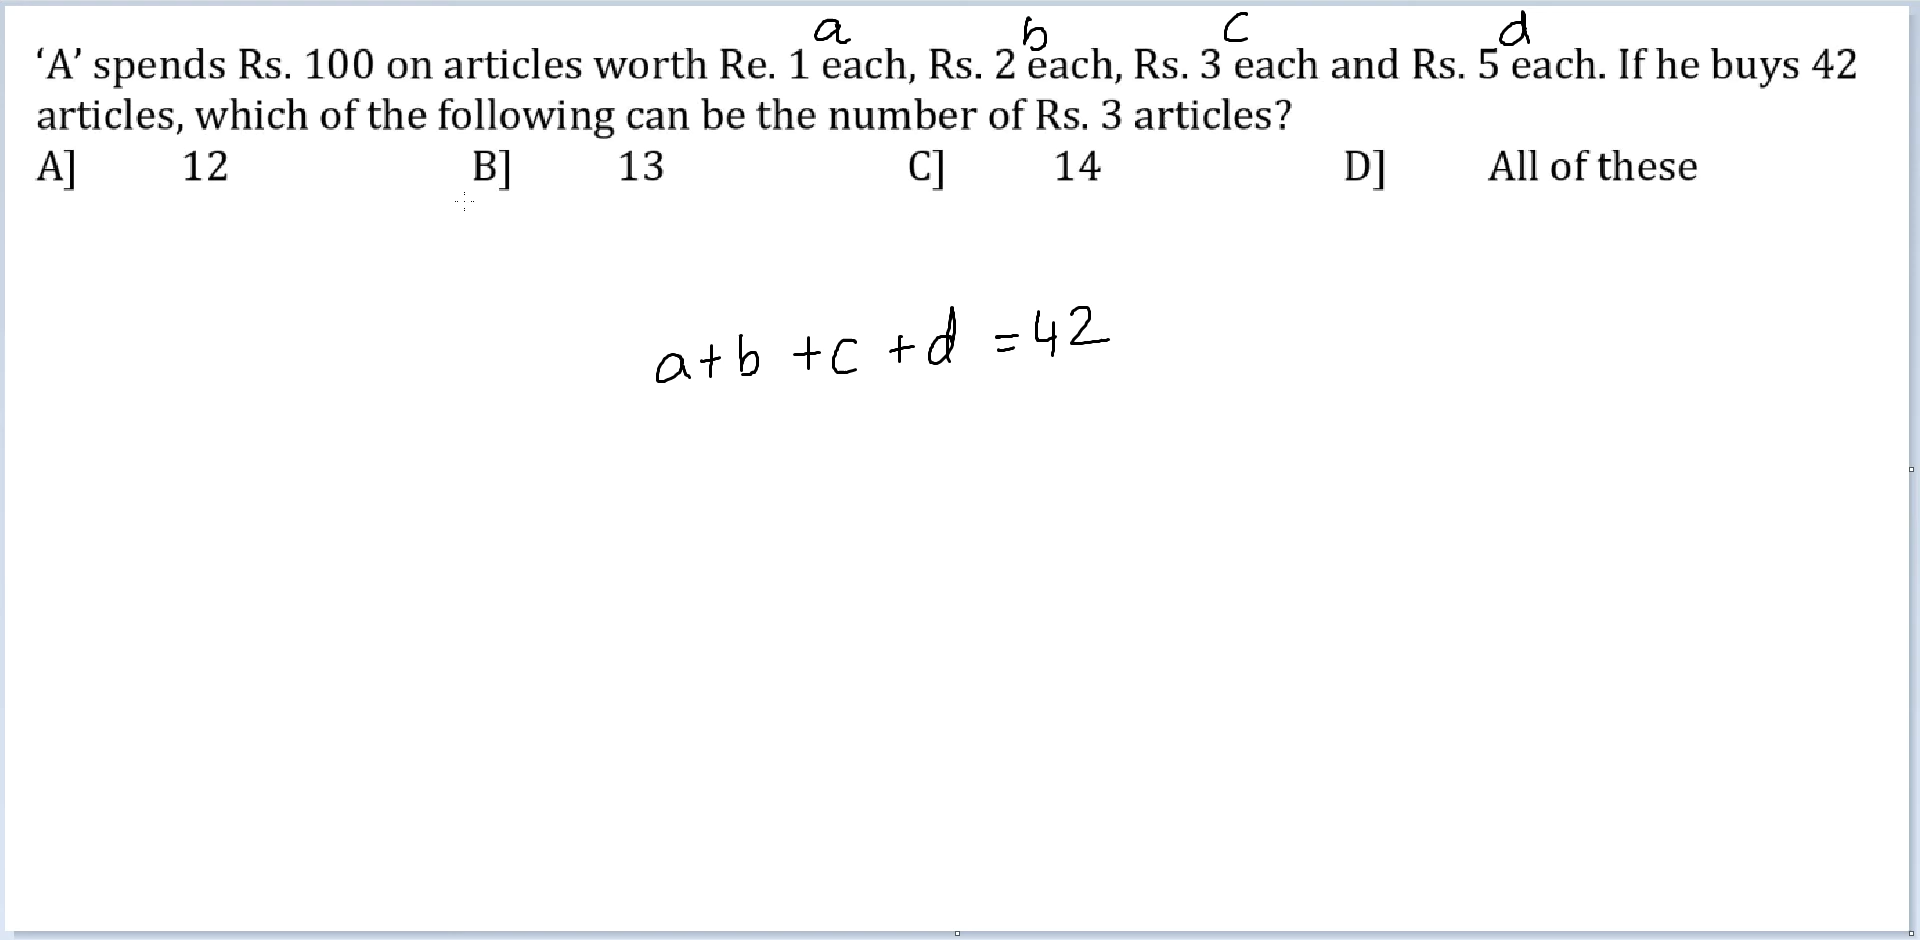 a b c d
‘A’ spends Rs. 100 on articles worth Re. 1 each, Rs. 2 each, Rs. 3 each and Rs. 5 each. If he buys 42
articles, which of the following can be the number of Rs. 3 articles?
A] 12 B] 13 C] 14 D] All of these
a+b +c +d =42